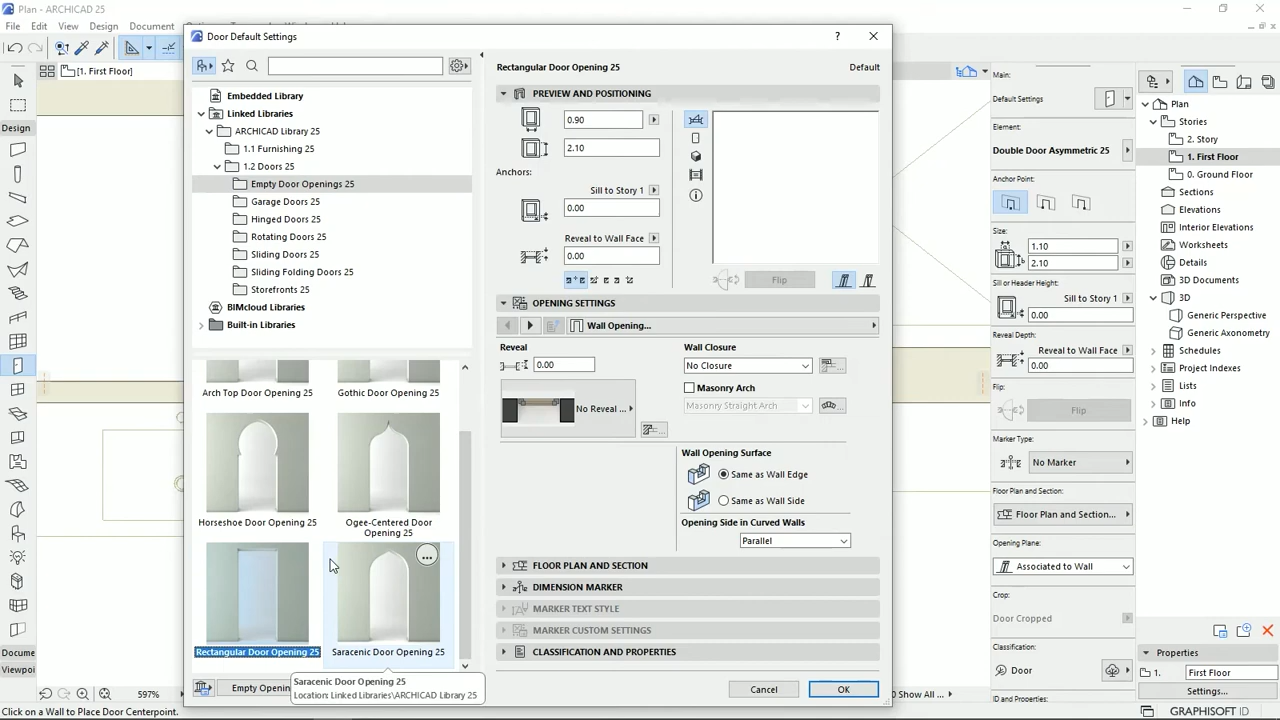 Plan - ARCHICAD 25
File Edit View Design Document
[1. First Floor]
Design
Docume
Viewpoi
Door Default Settings
?
Embedded Library
Linked Libraries
ARCHICAD Library 25
1.1 Furnishing 25
1.2 Doors 25
Empty Door Openings 25
Garage Doors 25
Hinged Doors 25
Rotating Doors 25
Sliding Doors 25
Sliding Folding Doors 25
Storefronts 25
BIMcloud Libraries
Built-in Libraries
Arch Top Door Opening 25
Gothic Door Opening 25
Horseshoe Door Opening 25
Ogee-Centered Door
Opening 25
Rectangular Door Opening 25
Saracenic Door Opening 25
Empty Openin
Saracenic Door Opening 25
Location: Linked Libraries\ARCHICAD Library 25
Rectangular Door Opening 25
Default
PREVIEW AND POSITIONING
0.90
2.10
Anchors:
Sill to Story 1
0.00
Reveal to Wall Face
0.00
Flip
OPENING SETTINGS
Wall Opening...
Reveal
0.00
No Reveal ...
Wall Closure
No Closure
Masonry Arch
Masonry Straight Arch
Wall Opening Surface
Same as Wall Edge
Same as Wall Side
Opening Side in Curved Walls
Parallel
FLOOR PLAN AND SECTION
DIMENSION MARKER
MARKER TEXT STYLE
MARKER CUSTOM SETTINGS
CLASSIFICATION AND PROPERTIES
Cancel
OK
Main:
Default Settings
Element:
Double Door Asymmetric 25
Anchor Point:
Size:
1.10
2.10
Sill or Header Height:
Sill to Story 1
0.00
Reveal Depth:
Reveal to Wall Face
0.00
Flip:
Flip
Marker Type:
No Marker
Floor Plan and Section:
Floor Plan and Section...
Opening Plane:
Associated to Wall
Crop:
Door Cropped
Classification:
Door
ID and Properties:
Plan
Stories
2. Story
1. First Floor
0. Ground Floor
Sections
Elevations
Interior Elevations
Worksheets
Details
3D Documents
3D
Generic Perspective
Generic Axonometry
Schedules
Project Indexes
Lists
Info
Help
Properties
1.
First Floor
Settings...
597%
0 Show All ...
Click on a Wall to Place Door Centerpoint.
GRAPHISOFT ID